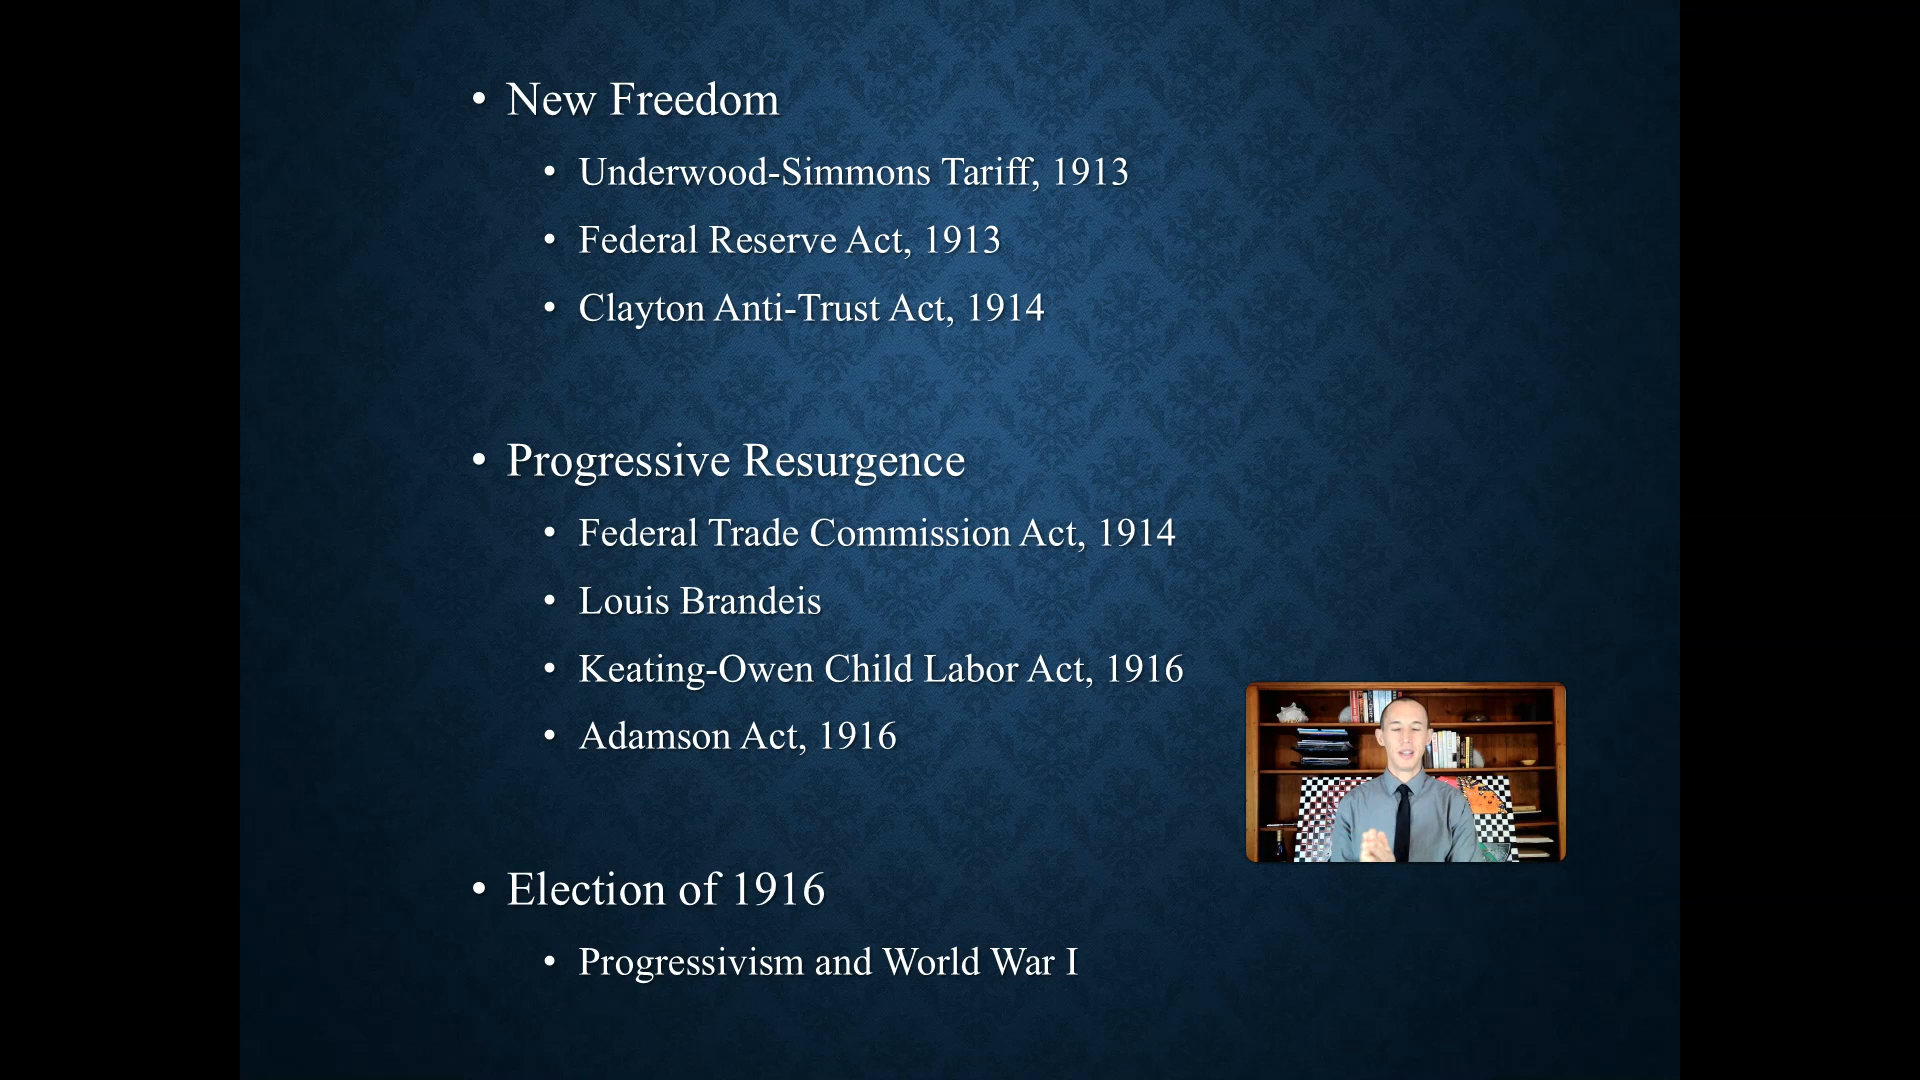 • New Freedom
• Underwood-Simmons Tariff, 1913
• Federal Reserve Act, 1913
• Clayton Anti-Trust Act, 1914
• Progressive Resurgence
• Federal Trade Commission Act, 1914
• Louis Brandeis
• Keating-Owen Child Labor Act, 1916
• Adamson Act, 1916
• Election of 1916
• Progressivism and World War I